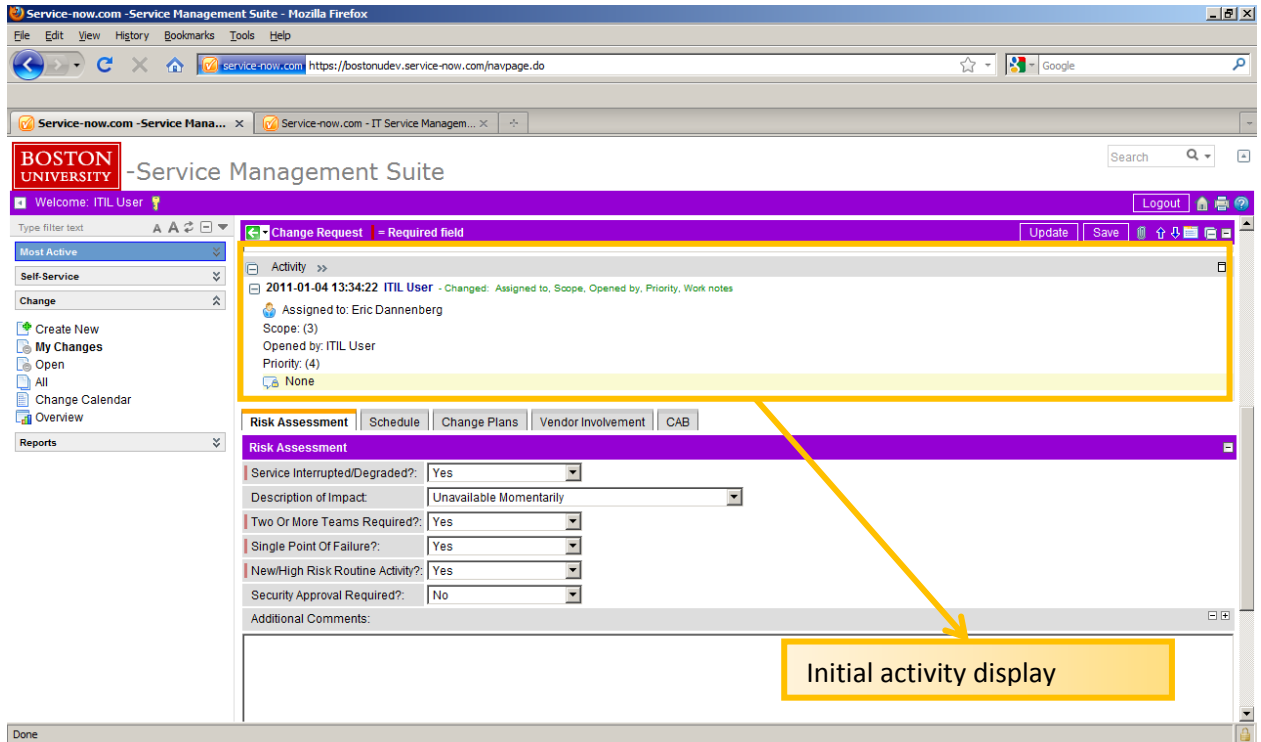 Service-now.com -Service Management Suite - Mozilla Firefox
File Edit View History Bookmarks Tools Help
service-now.com https://bostonudev.service-now.com/navpage.do
Google
Service-now.com -Service Mana...
Service-now.com - IT Service Managem...
BOSTON
UNIVERSITY
-Service Management Suite
Search
Welcome: ITIL User
Logout
Type filter text
A A
Change Request = Required field
Update Save
Most Active
Self-Service
Change
Create New
My Changes
Open
All
Change Calendar
Overview
Reports
Activity »
2011-01-04 13:34:22 ITIL User - Changed: Assigned to, Scope, Opened by, Priority, Work notes
Assigned to: Eric Dannenberg
Scope: (3)
Opened by: ITIL User
Priority: (4)
None
Risk Assessment Schedule Change Plans Vendor Involvement CAB
Risk Assessment
Service Interrupted/Degraded?: Yes
Description of Impact: Unavailable Momentarily
Two Or More Teams Required?: Yes
Single Point Of Failure?: Yes
New/High Risk Routine Activity?: Yes
Security Approval Required?: No
Additional Comments:
Initial activity display
Done